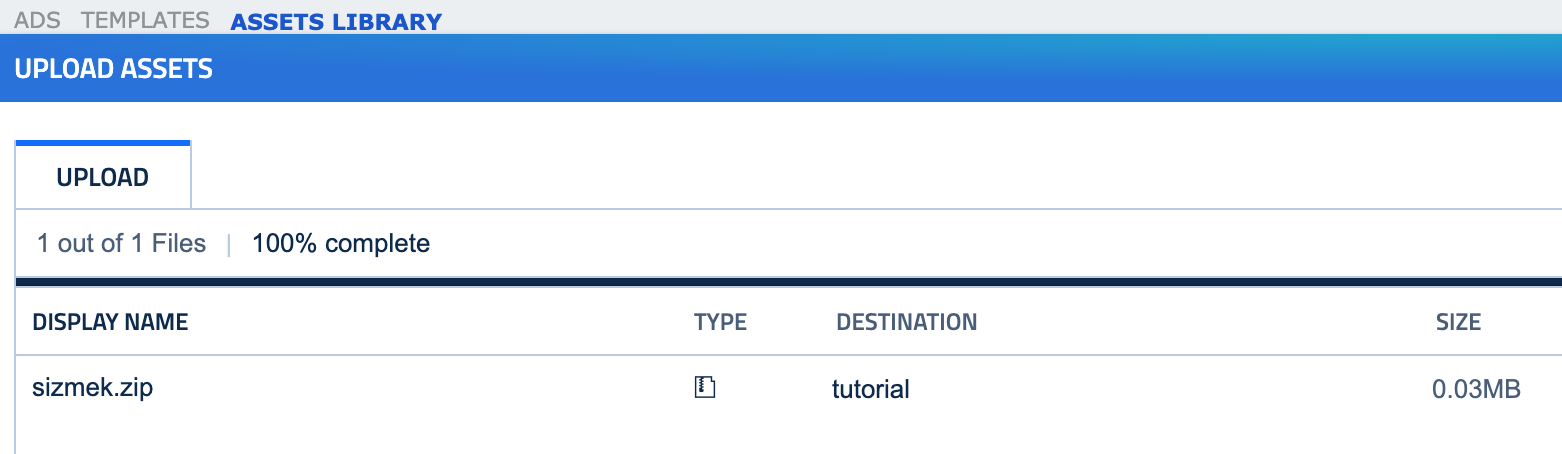 ADS TEMPLATES ASSETS LIBRARY
UPLOAD ASSETS
UPLOAD
1 out of 1 Files | 100% complete
DISPLAY NAME TYPE DESTINATION SIZE
sizmek.zip tutorial 0.03MB